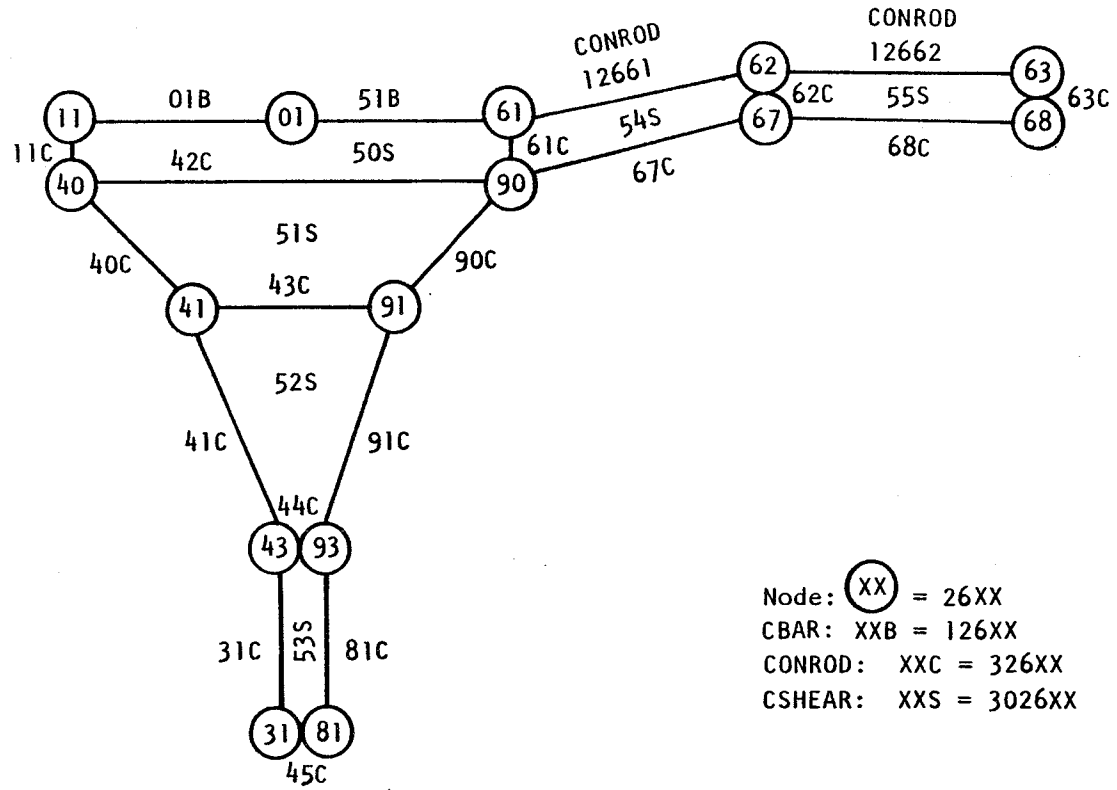 CONROD
12661
CONROD
12662
62
63
11
01B
01
51B
61
62C
55S
63C
67
68
11C
42C
50S
61C
54S
67C
68C
40
90
51S
40C
90C
43C
41
91
52S
41C
91C
44C
43
93
31C
53S
81C
31
81
45C
Node: XX = 26XX
CBAR: XXB = 126XX
CONROD: XXC = 326XX
CSHEAR: XXS = 3026XX